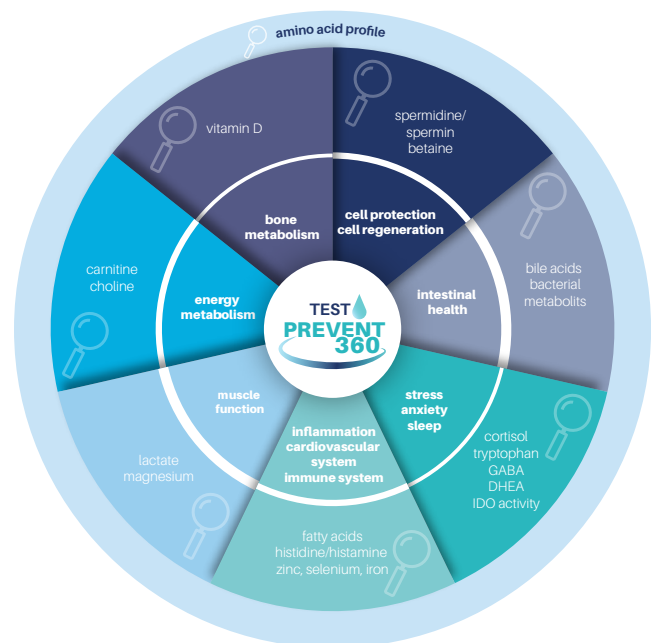 amino acid profile
spermidine/
spermin
betaine
cell protection
cell regeneration
bile acids
bacterial
metabolits
intestinal
health
cortisol
tryptophan
GABA
DHEA
IDO activity
stress
anxiety
sleep
fatty acids
histidine/histamine
zinc, selenium, iron
inflammation
cardiovascular
system
immune system
lactate
magnesium
muscle
function
carnitine
choline
energy
metabolism
vitamin D
bone
metabolism
TEST
PREVENT
360